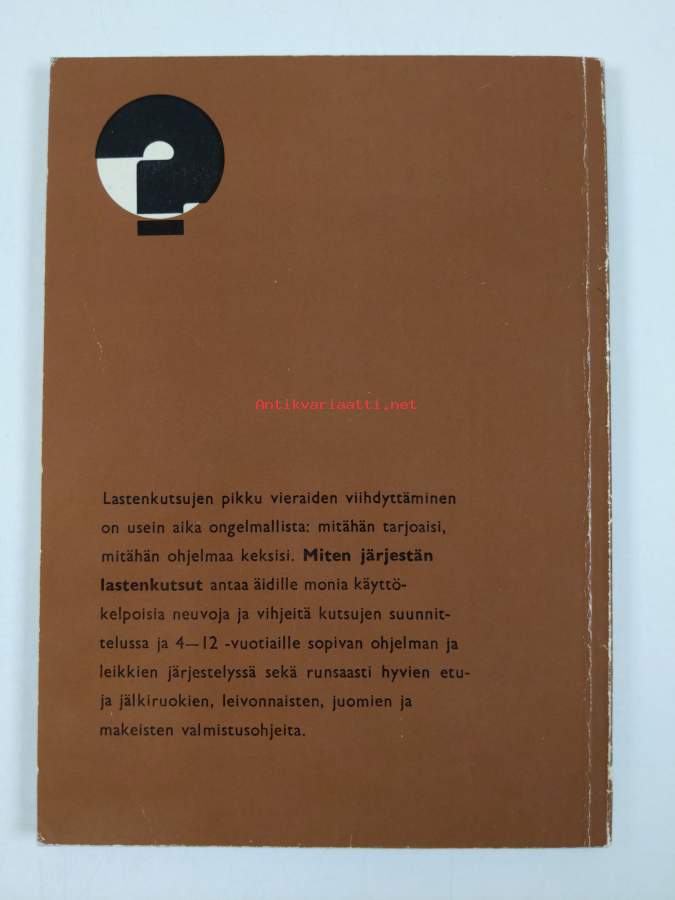 Antikvariaatti.net
Lastenkutsujen pikku vieraiden viihdyttäminen
on usein aika ongelmallista: mitähän tarjoaisi,
mitähän ohjelmaa keksisi. Miten järjestän
lastenkutsut antaa äidille monia käyttö-
kelpoisia neuvoja ja vihjeitä kutsujen suunnit-
telussa ja 4—12 -vuotiaille sopivan ohjelman ja
leikkien järjestelyssä sekä runsaasti hyvien etu-
ja jälkiruokien, leivonnaisten, juomien ja
makeisten valmistusohjeita.